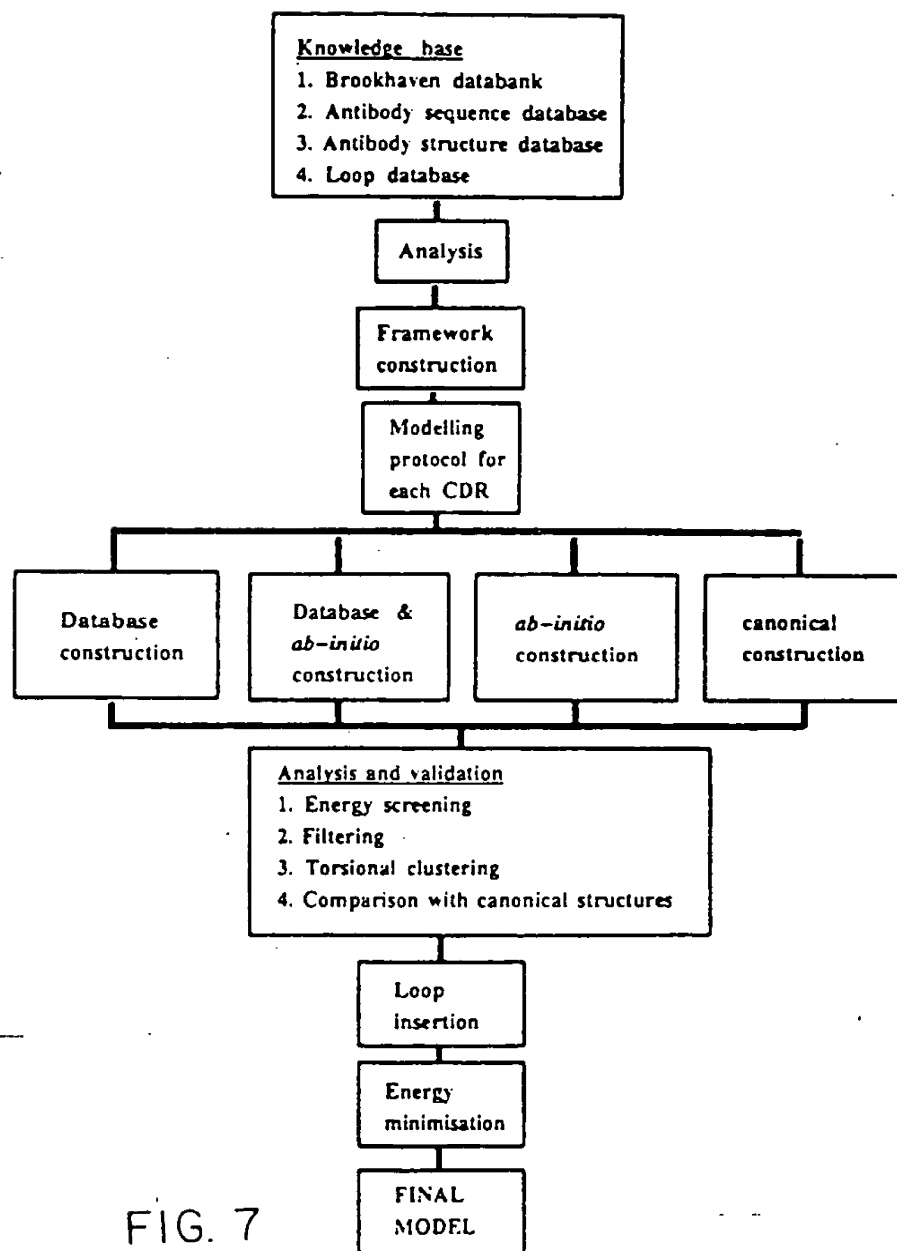 Knowledge base
1. Brookhaven databank
2. Antibody sequence database
3. Antibody structure database
4. Loop database
Analysis
Framework
construction
Modelling
protocol for
each CDR
Database
construction
Database &
ab-initio
construction
ab-initio
construction
canonical
construction
Analysis and validation
1. Energy screening
2. Filtering
3. Torsional clustering
4. Comparison with canonical structures
Loop
insertion
Energy
minimisation
FINAL
MODEL
FIG. 7